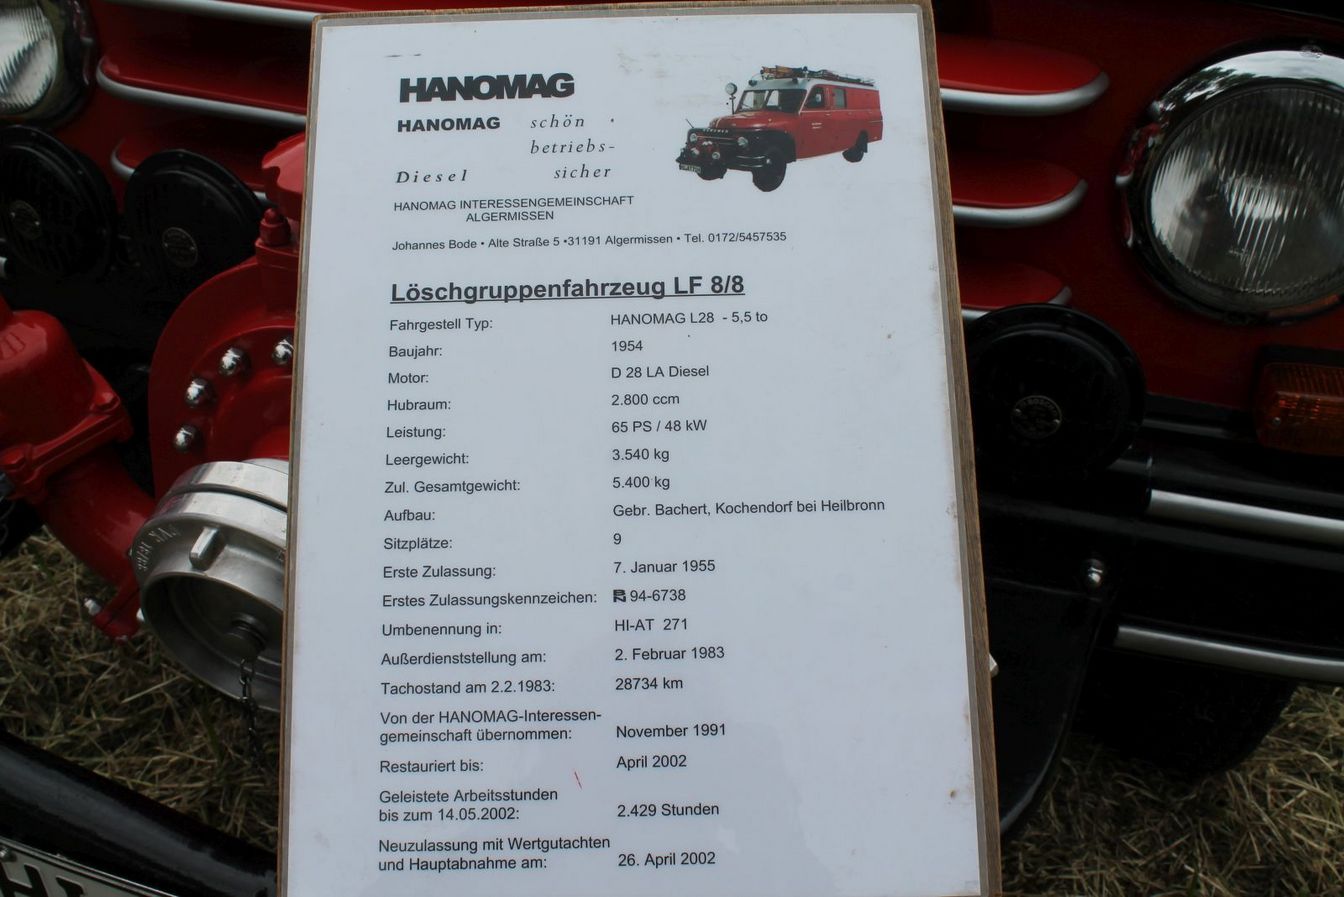 HANOMAG
HANOMAG schön
betriebs-
Diesel sicher
HANOMAG INTERESSENGEMEINSCHAFT
ALGERMISSEN
Johannes Bode • Alte Straße 5 •31191 Algermissen • Tel. 0172/5457535
Löschgruppenfahrzeug LF 8/8
Fahrgestell Typ: HANOMAG L28 - 5,5 to
Baujahr: 1954
Motor: D 28 LA Diesel
Hubraum: 2.800 ccm
Leistung: 65 PS / 48 kW
Leergewicht: 3.540 kg
Zul. Gesamtgewicht: 5.400 kg
Aufbau: Gebr. Bachert, Kochendorf bei Heilbronn
Sitzplätze: 9
Erste Zulassung: 7. Januar 1955
Erstes Zulassungskennzeichen: BN 94-6738
Umbenennung in: HI-AT 271
Außerdienststellung am: 2. Februar 1983
Tachostand am 2.2.1983: 28734 km
Von der HANOMAG-Interessen-
gemeinschaft übernommen: November 1991
Restauriert bis: April 2002
Geleistete Arbeitsstunden
bis zum 14.05.2002: 2.429 Stunden
Neuzulassung mit Wertgutachten
und Hauptabnahme am: 26. April 2002